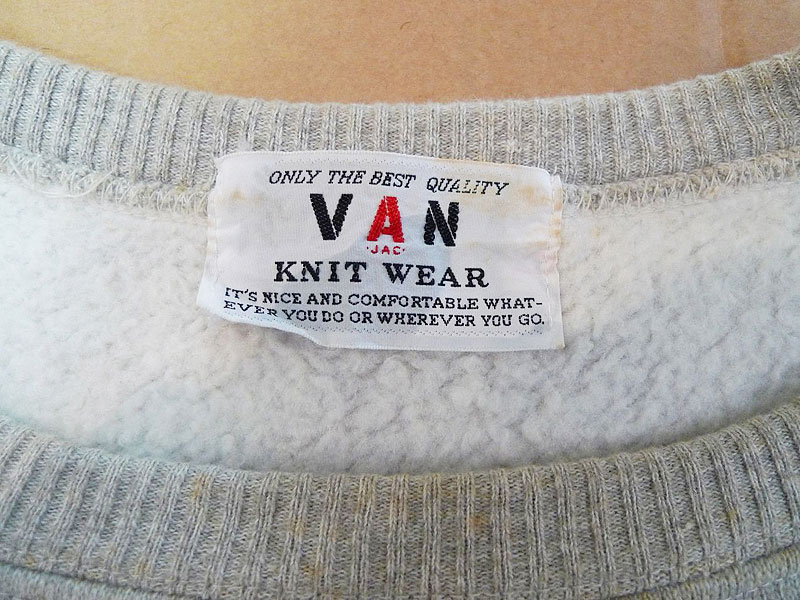 ONLY THE BEST QUALITY
VAN
·JAC·
KNIT WEAR
IT'S NICE AND COMFORTABLE WHAT-
EVER YOU DO OR WHEREVER YOU GO.